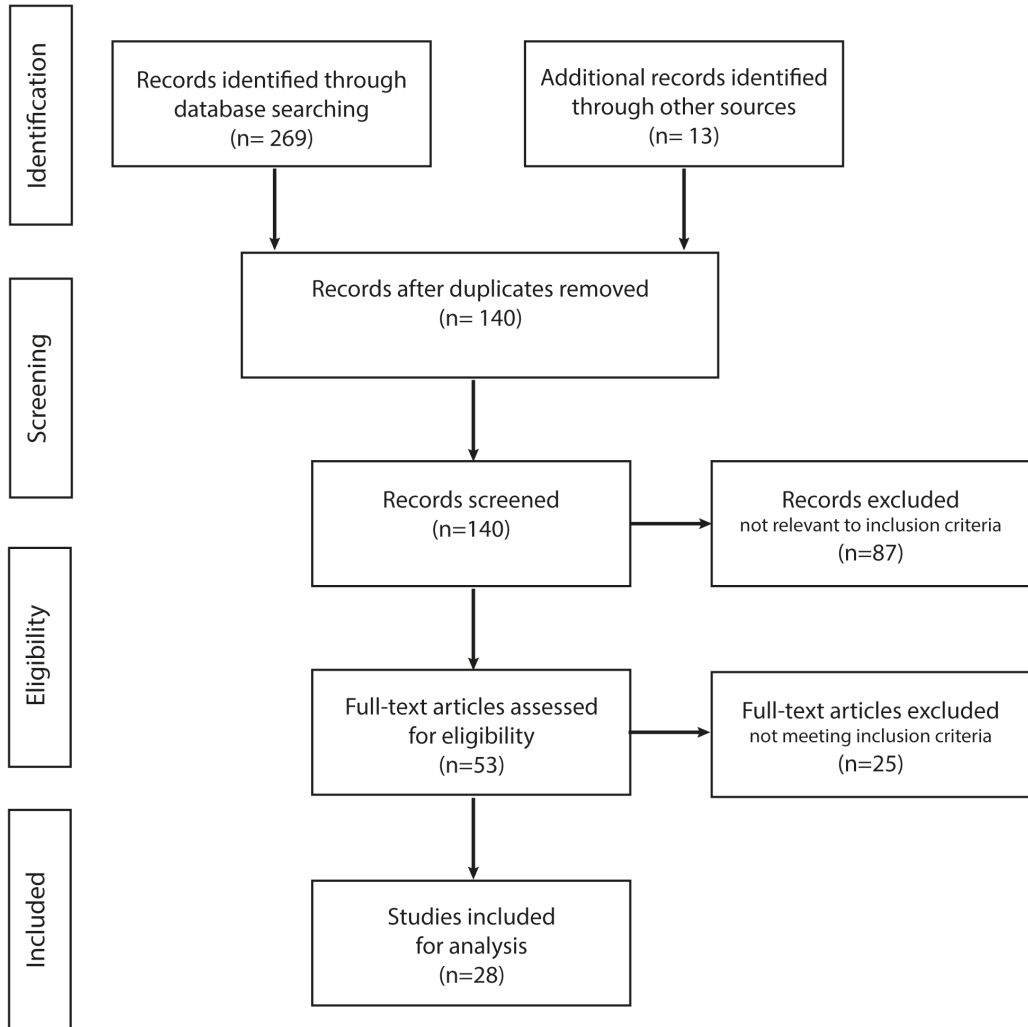 Identification
Records identified through
database searching
(n= 269)
Additional records identified
through other sources
(n= 13)
Screening
Records after duplicates removed
(n= 140)
Records screened
(n=140)
Records excluded
not relevant to inclusion criteria
(n=87)
Eligibility
Full-text articles assessed
for eligibility
(n=53)
Full-text articles excluded
not meeting inclusion criteria
(n=25)
Included
Studies included
for analysis
(n=28)